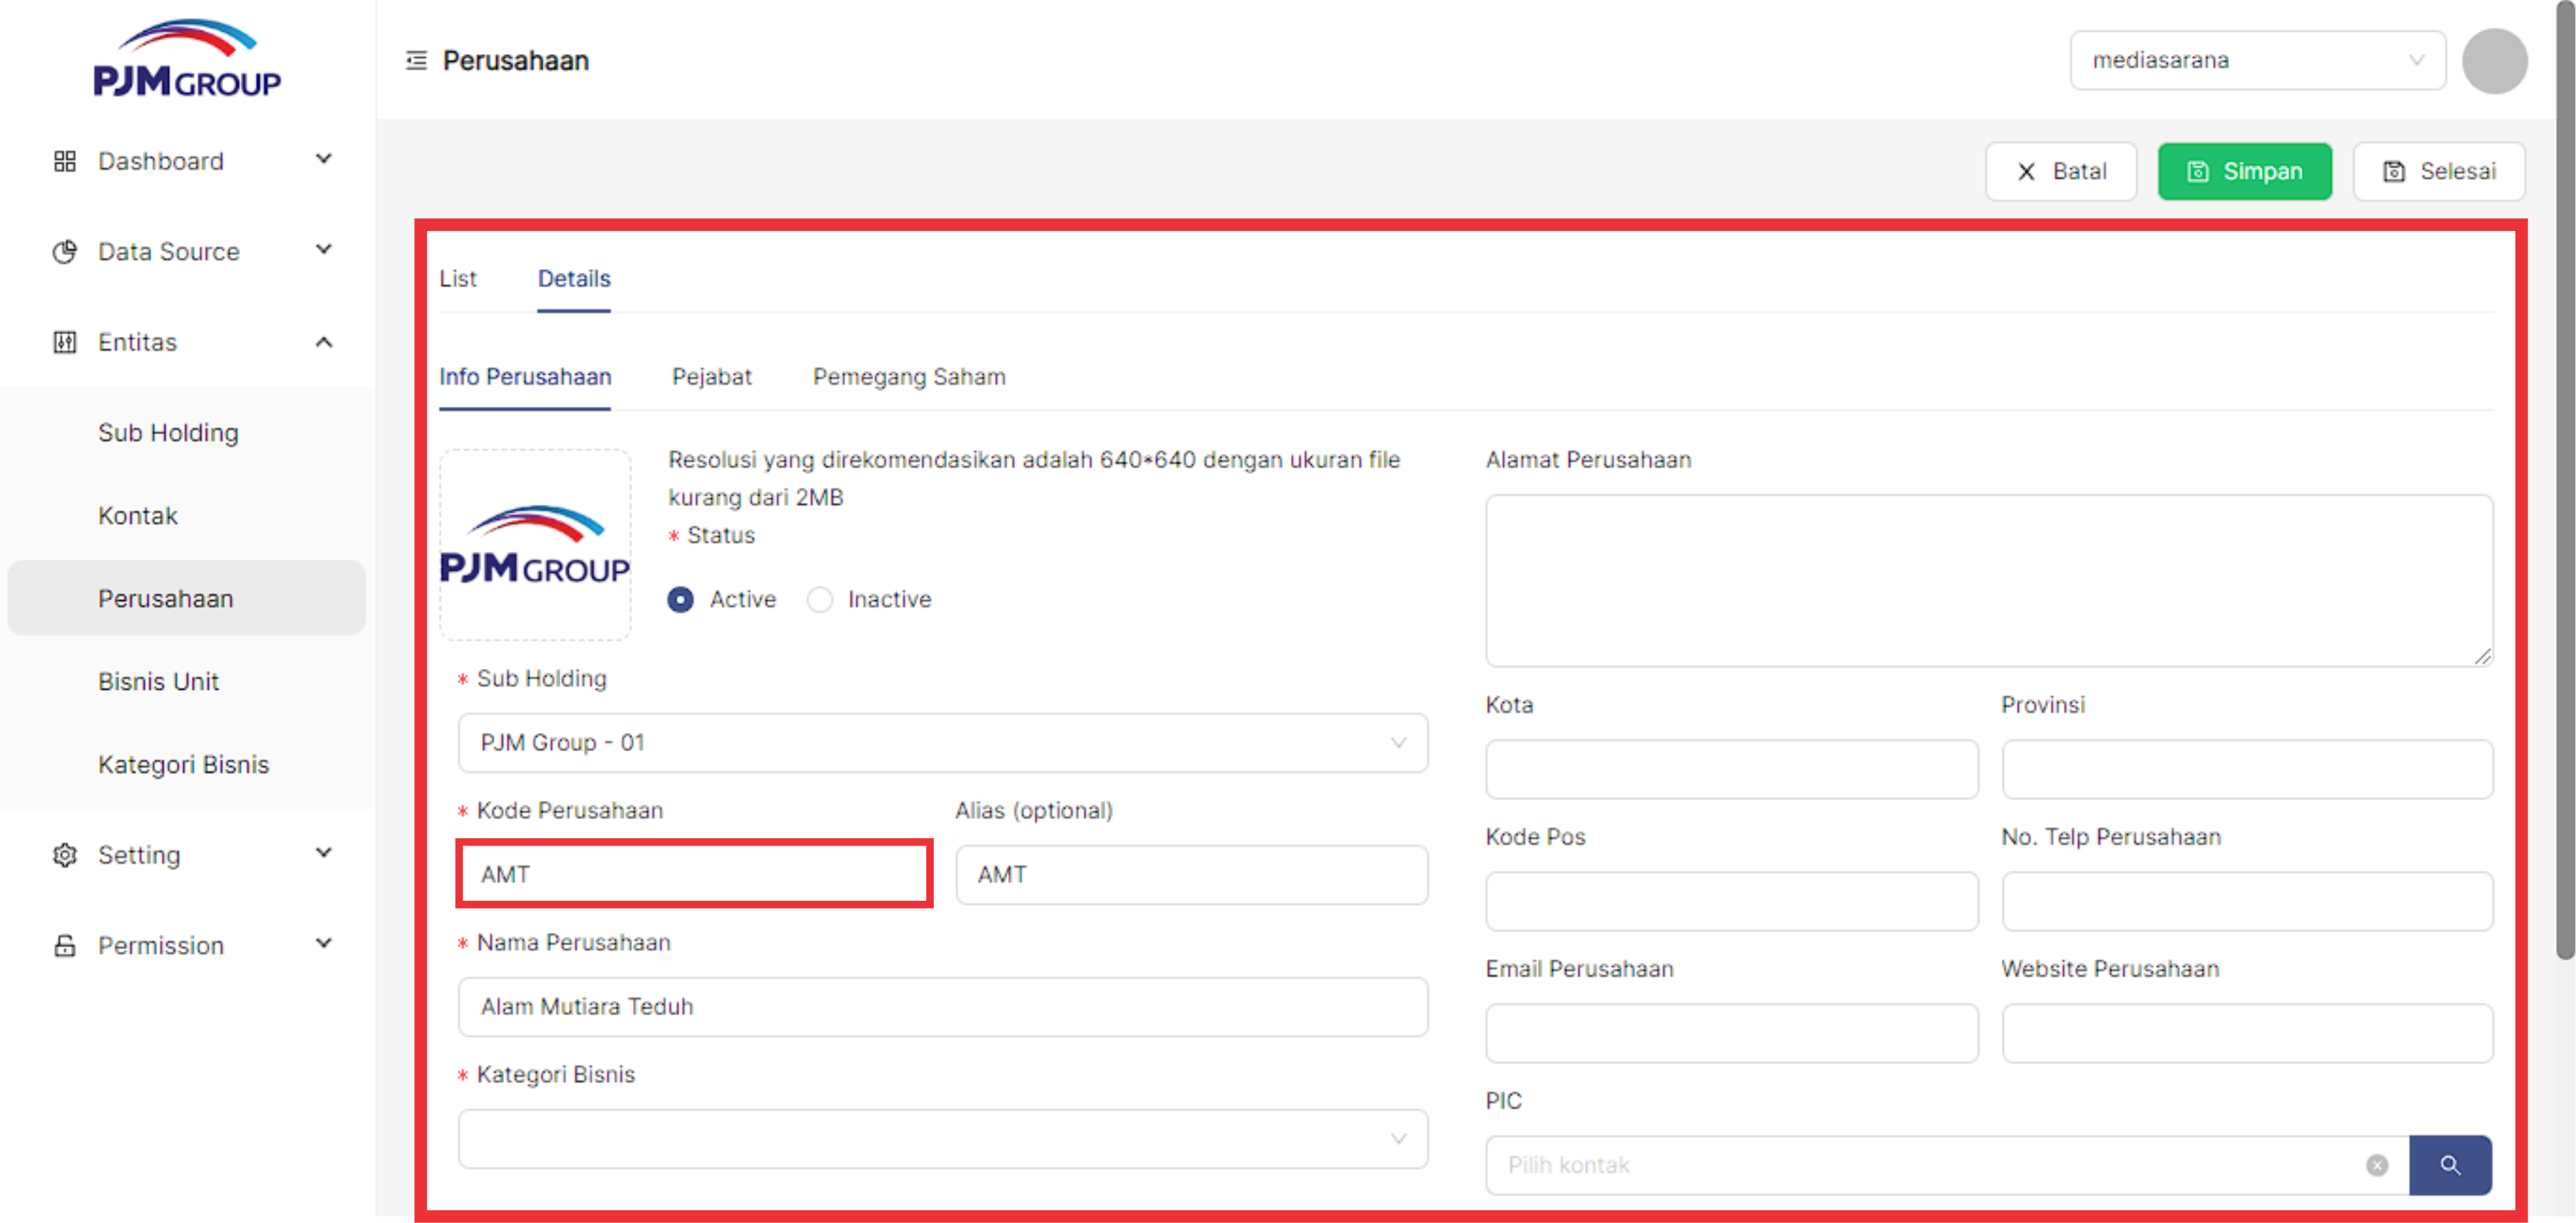 PJM GROUP
Perusahaan
mediasarana
Dashboard
Data Source
Entitas
Sub Holding
Kontak
Perusahaan
Bisnis Unit
Kategori Bisnis
Setting
Permission
Batal
Simpan
Selesai
List
Details
Info Perusahaan
Pejabat
Pemegang Saham
PJM GROUP
Resolusi yang direkomendasikan adalah 640*640 dengan ukuran file
kurang dari 2MB
* Status
Active
Inactive
* Sub Holding
PJM Group - 01
* Kode Perusahaan
Alias (optional)
AMT
AMT
* Nama Perusahaan
Alam Mutiara Teduh
* Kategori Bisnis
Alamat Perusahaan
Kota
Provinsi
Kode Pos
No. Telp Perusahaan
Email Perusahaan
Website Perusahaan
PIC
Pilih kontak